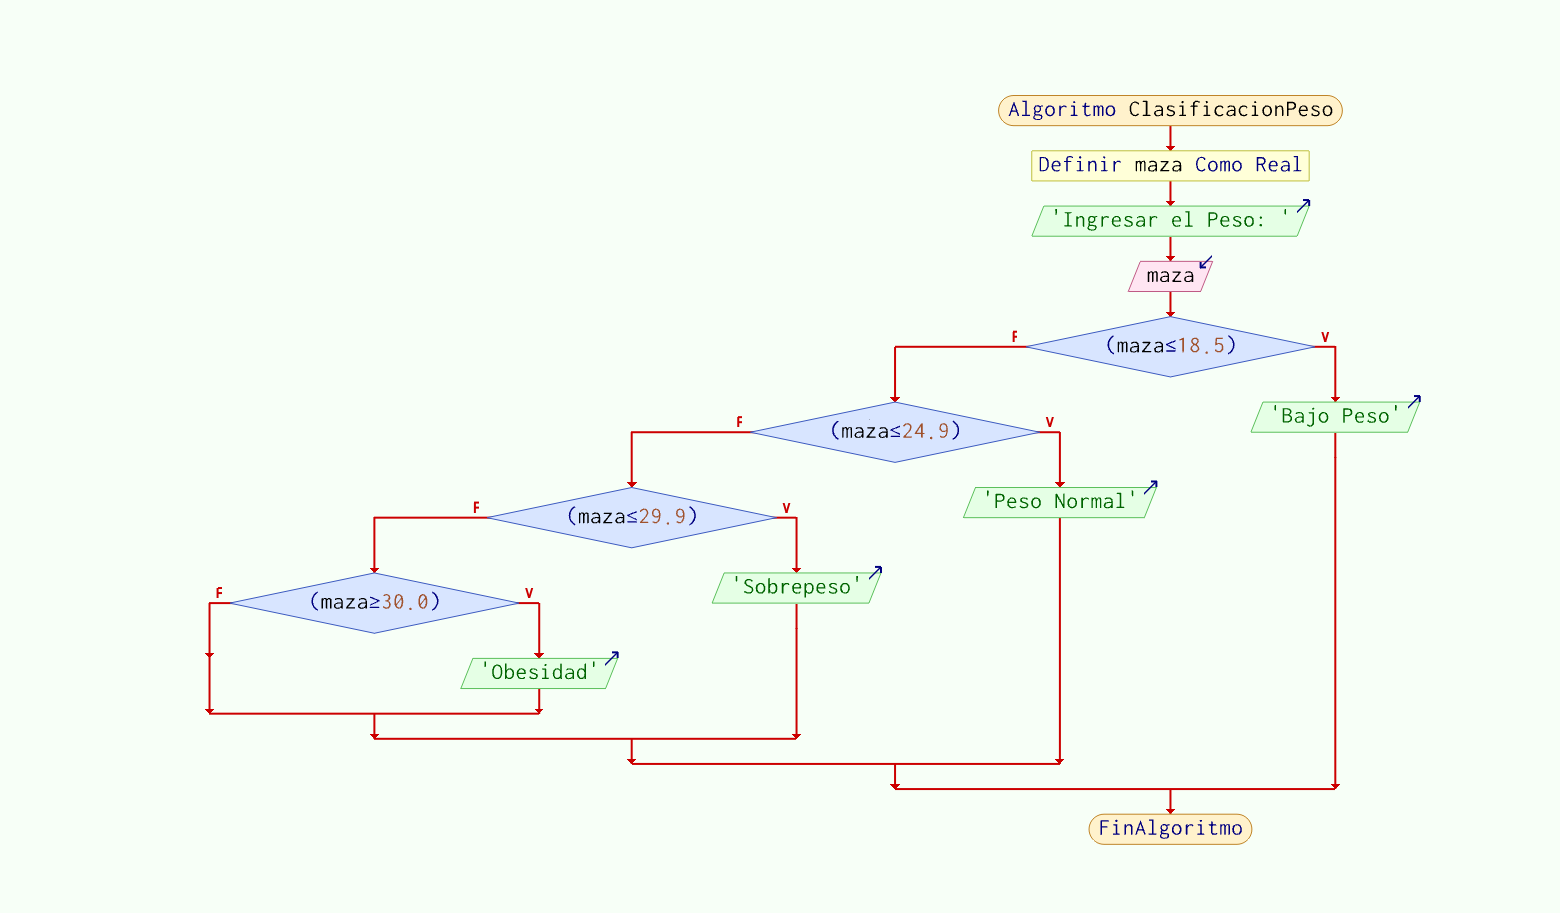 Algoritmo ClasificacionPeso
Definir maza Como Real
'Ingresar el Peso: '
maza
(maza≤18.5)
F
V
'Bajo Peso'
(maza≤24.9)
F
V
'Peso Normal'
(maza≤29.9)
F
V
'Sobrepeso'
(maza≥30.0)
F
V
'Obesidad'
FinAlgoritmo